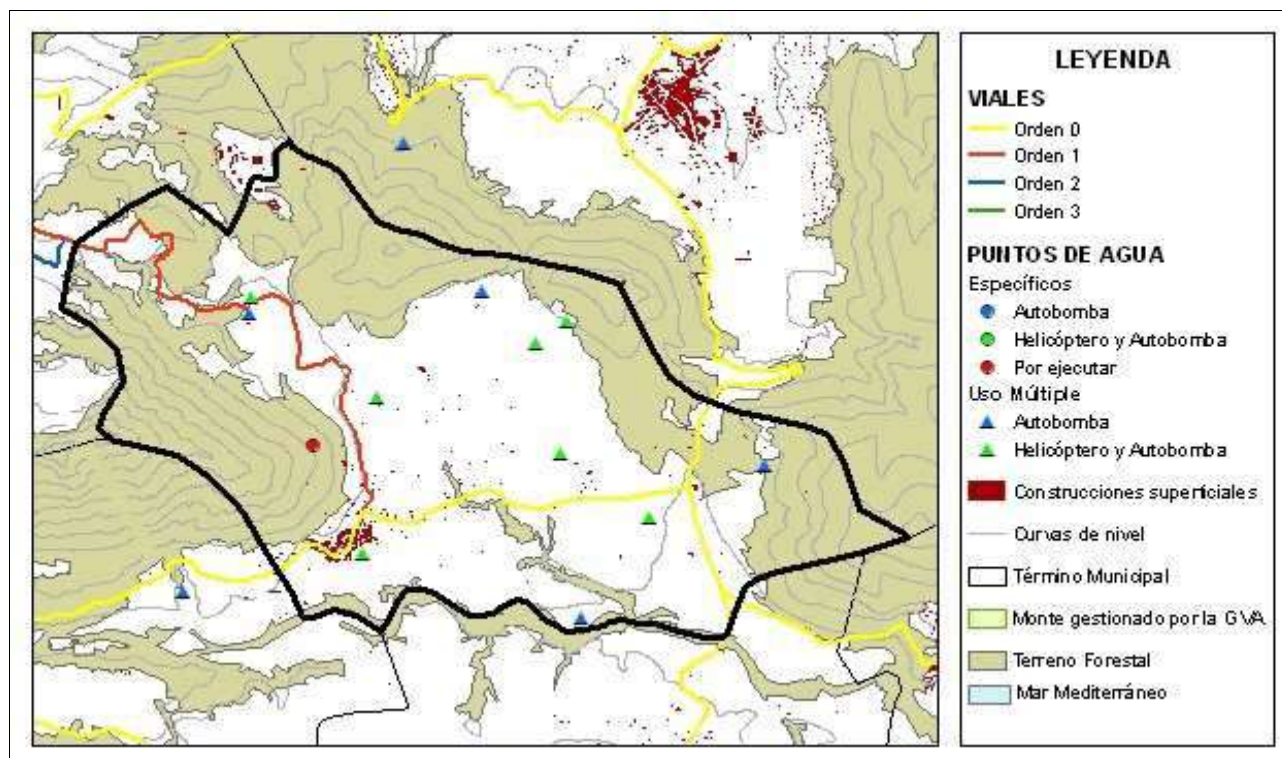 LEYENDA
VIALES
Orden 0
Orden 1
Orden 2
Orden 3
PUNTOS DE AGUA
Específicos
Autobomba
Helicóptero y Autobomba
Por ejecutar
Uso Múltiple
Autobomba
Helicóptero y Autobomba
Construcciones superficiales
Curvas de nivel
Término Municipal
Monte gestionado por la GVA
Terreno Forestal
Mar Mediterráneo